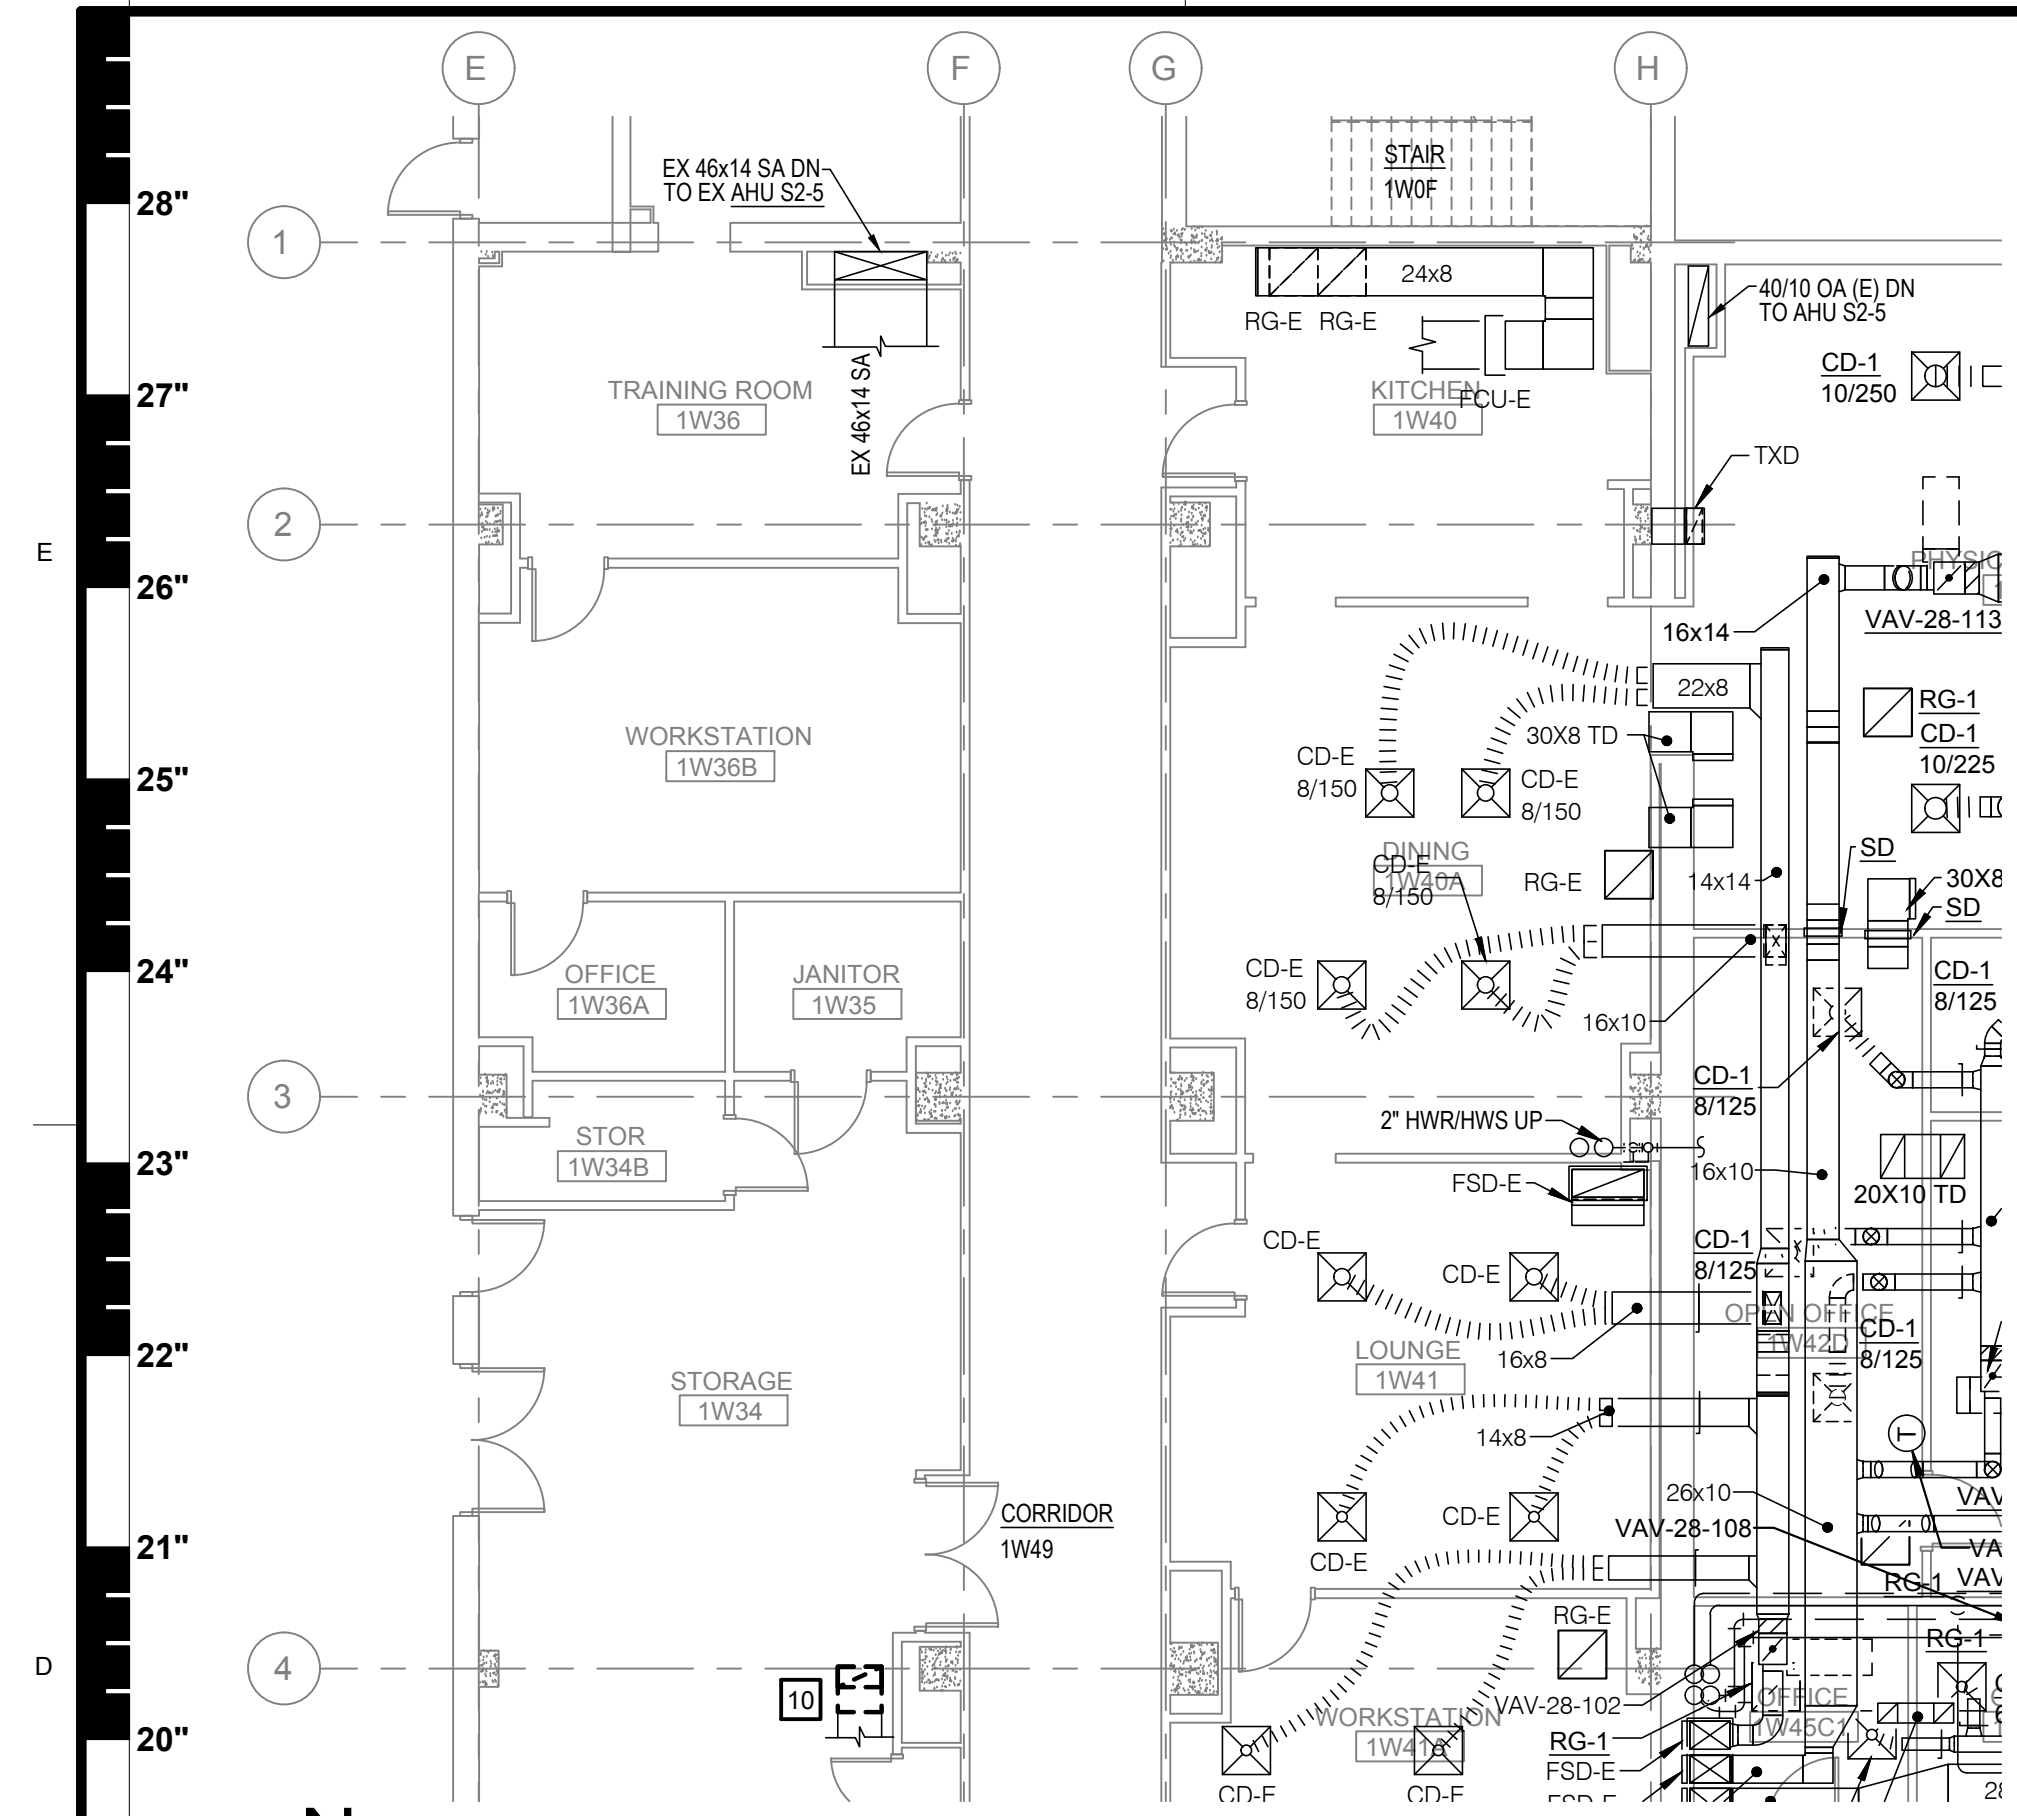 E
F
G
H
STAIR
1W0F
EX 46x14 SA DN
TO EX AHU S2-5
28"
1
24x8
RG-E RG-E
40/10 OA (E) DN
TO AHU S2-5
CD-1
10/250
27"
TRAINING ROOM
1W36
EX 46x14 SA
KITCHEN
1W40
FCU-E
TXD
2
E
26"
PHYSIC
16x14
VAV-28-113
22x8
RG-1
CD-1
10/225
WORKSTATION
1W36B
30X8 TD
25"
CD-E
8/150
CD-E
8/150
DINING
1W40A
CD-E
8/150
RG-E
14x14
SD
30X8
SD
24"
OFFICE
1W36A
JANITOR
1W35
CD-E
8/150
16x10
CD-1
8/125
3
CD-1
8/125
2" HWR/HWS UP
STOR
1W34B
23"
FSD-E
16x10
20X10 TD
CD-E
CD-E
CD-1
8/125
OPEN OFFICE
1W42D
CD-1
8/125
22"
LOUNGE
1W41
16x8
STORAGE
1W34
14x8
T
26x10
VAV
CORRIDOR
1W49
CD-E
VAV-28-108
21"
CD-E
VA
RG-1
VAV
RG-E
RG-1
D
4
10
VAV-28-102
OFFICE
1W45C1
20"
WORKSTATION
1W41A
RG-1
FSD-E
CD-E
CD-E
FSD-E
28
N